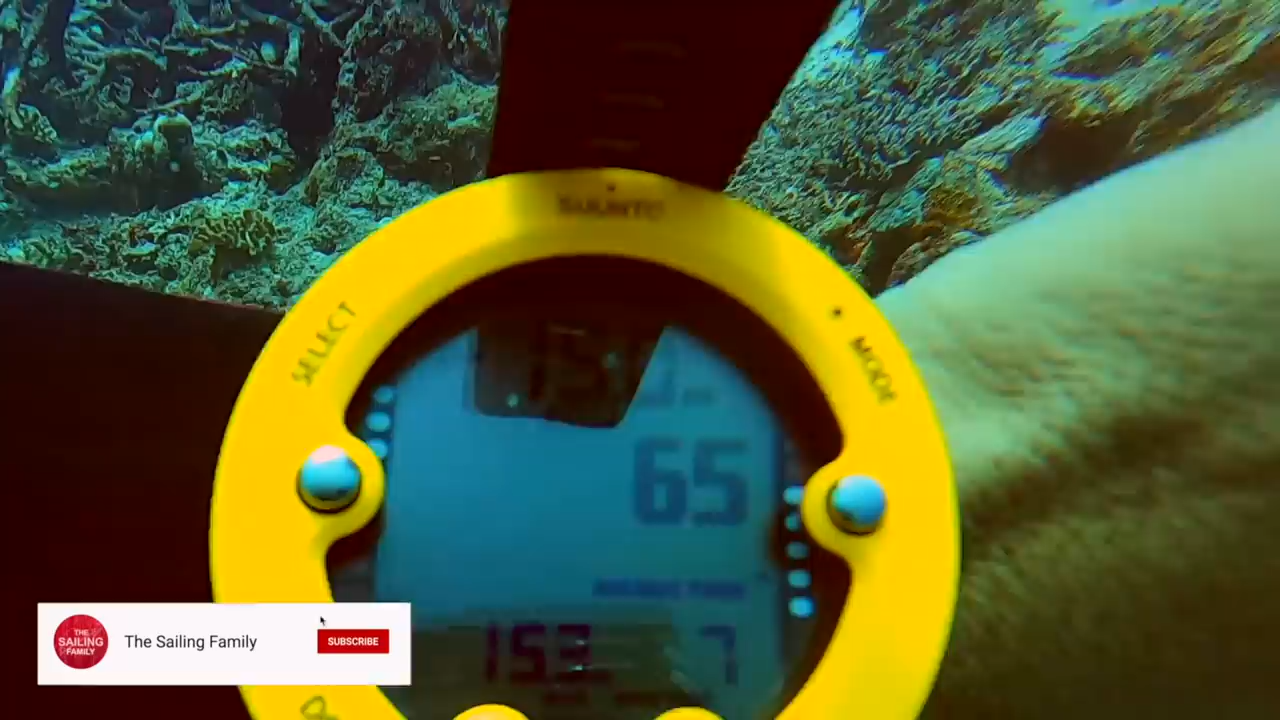 SUUNTO
SELECT
MODE
65
153
7
THE
SAILING
FAMILY
The Sailing Family
SUBSCRIBE